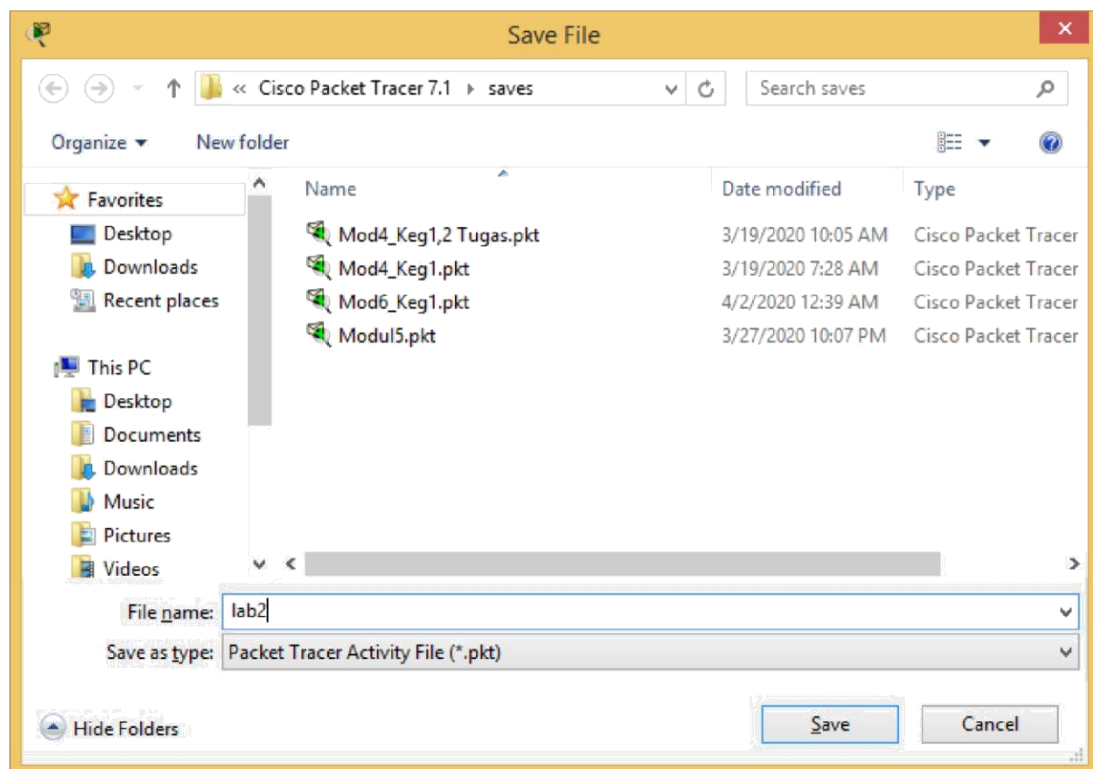 Save File
« Cisco Packet Tracer 7.1 saves
Search saves
Organize New folder
Name Date modified Type
Favorites
Desktop
Downloads
Recent places
This PC
Desktop
Documents
Downloads
Music
Pictures
Videos
Mod4_Keg1,2 Tugas.pkt 3/19/2020 10:05 AM Cisco Packet Tracer
Mod4_Keg1.pkt 3/19/2020 7:28 AM Cisco Packet Tracer
Mod6_Keg1.pkt 4/2/2020 12:39 AM Cisco Packet Tracer
Modul5.pkt 3/27/2020 10:07 PM Cisco Packet Tracer
File name: lab2
Save as type: Packet Tracer Activity File (*.pkt)
Hide Folders
Save Cancel